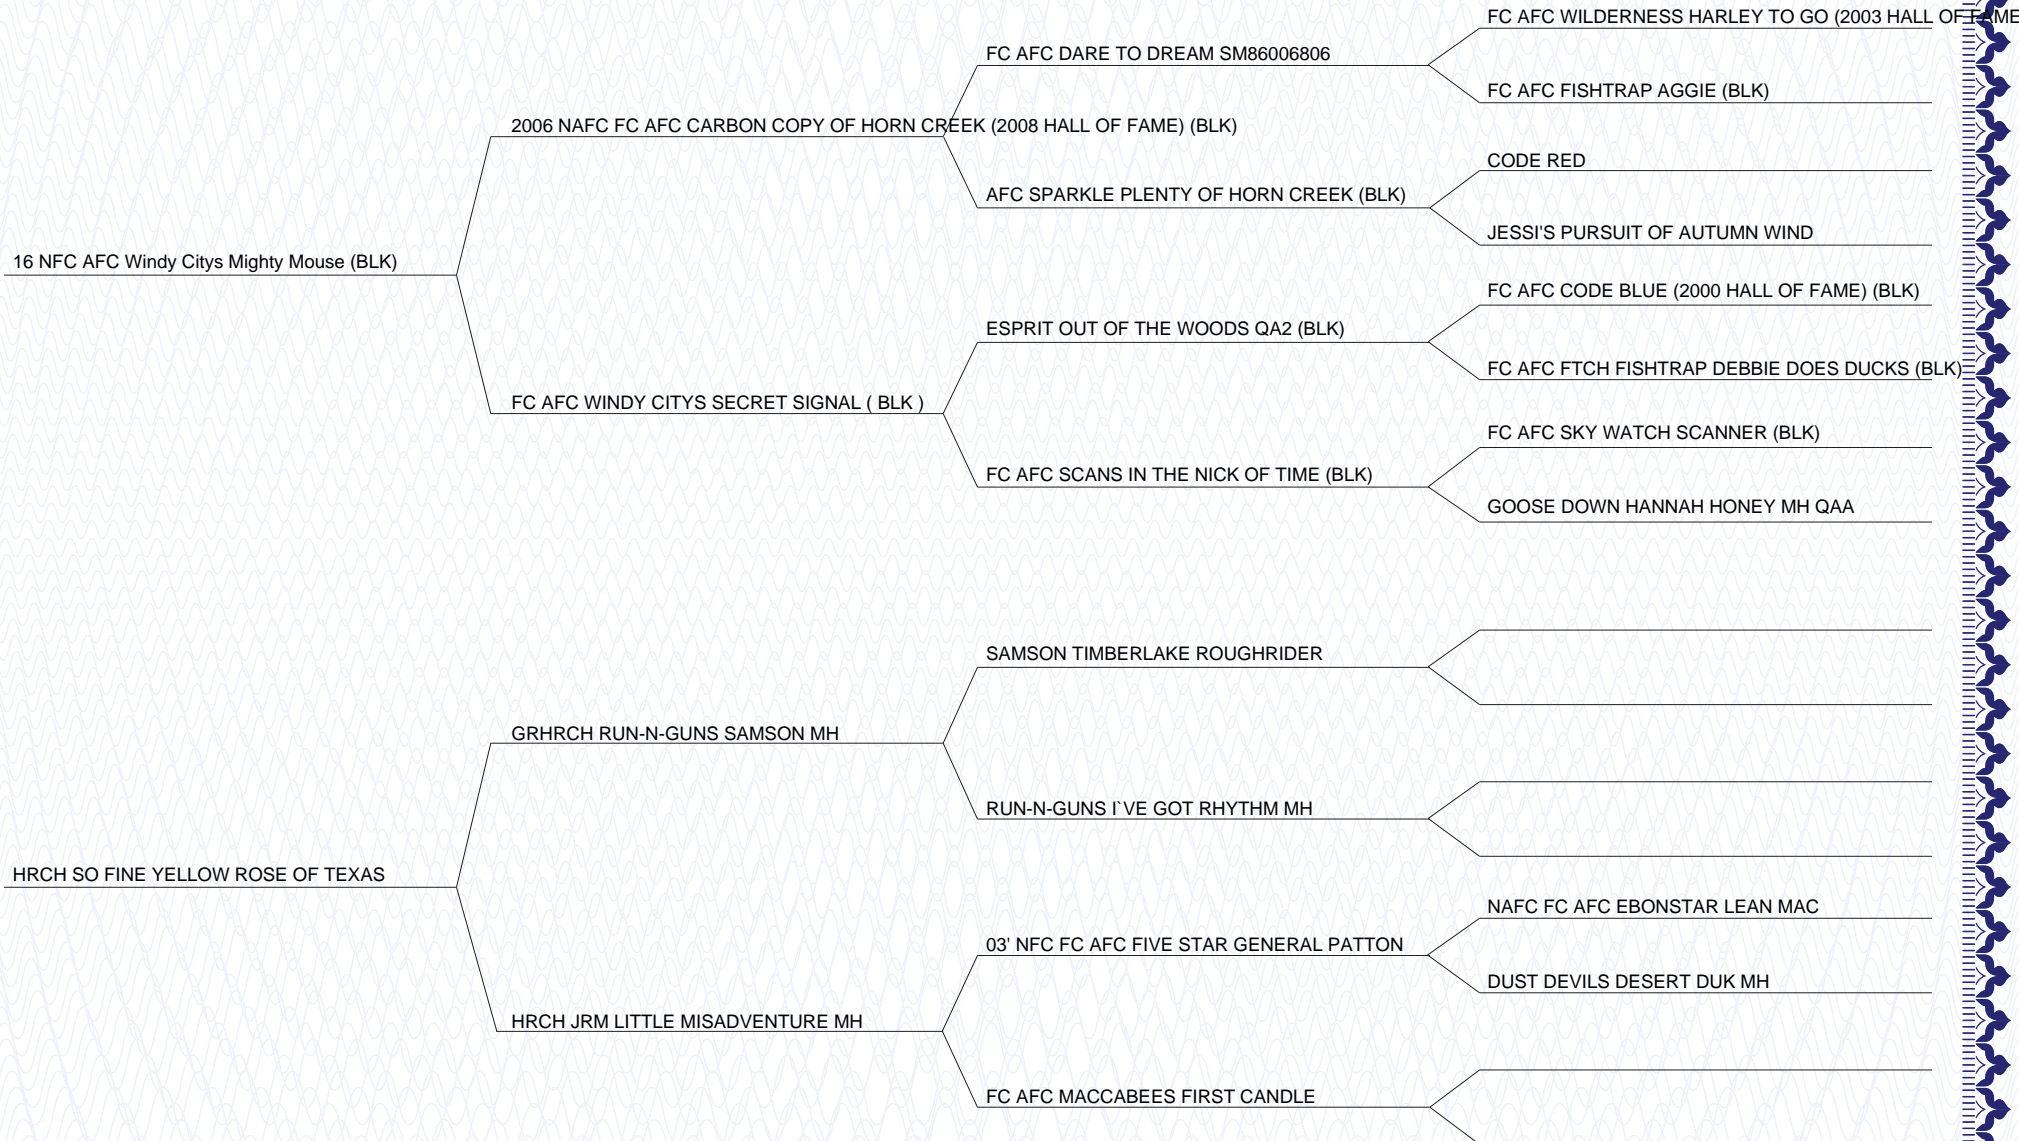 FC AFC WILDERNESS HARLEY TO GO (2003 HALL OF FAME
FC AFC DARE TO DREAM SM86006806
FC AFC FISHTRAP AGGIE (BLK)
2006 NAFC FC AFC CARBON COPY OF HORN CREEK (2008 HALL OF FAME) (BLK)
CODE RED
AFC SPARKLE PLENTY OF HORN CREEK (BLK)
JESSI'S PURSUIT OF AUTUMN WIND
16 NFC AFC Windy Citys Mighty Mouse (BLK)
FC AFC CODE BLUE (2000 HALL OF FAME) (BLK)
ESPRIT OUT OF THE WOODS QA2 (BLK)
FC AFC FTCH FISHTRAP DEBBIE DOES DUCKS (BLK)
FC AFC WINDY CITYS SECRET SIGNAL ( BLK )
FC AFC SKY WATCH SCANNER (BLK)
FC AFC SCANS IN THE NICK OF TIME (BLK)
GOOSE DOWN HANNAH HONEY MH QAA
SAMSON TIMBERLAKE ROUGHRIDER
GRHRCH RUN-N-GUNS SAMSON MH
RUN-N-GUNS I`VE GOT RHYTHM MH
HRCH SO FINE YELLOW ROSE OF TEXAS
NAFC FC AFC EBONSTAR LEAN MAC
03' NFC FC AFC FIVE STAR GENERAL PATTON
DUST DEVILS DESERT DUK MH
HRCH JRM LITTLE MISADVENTURE MH
FC AFC MACCABEES FIRST CANDLE